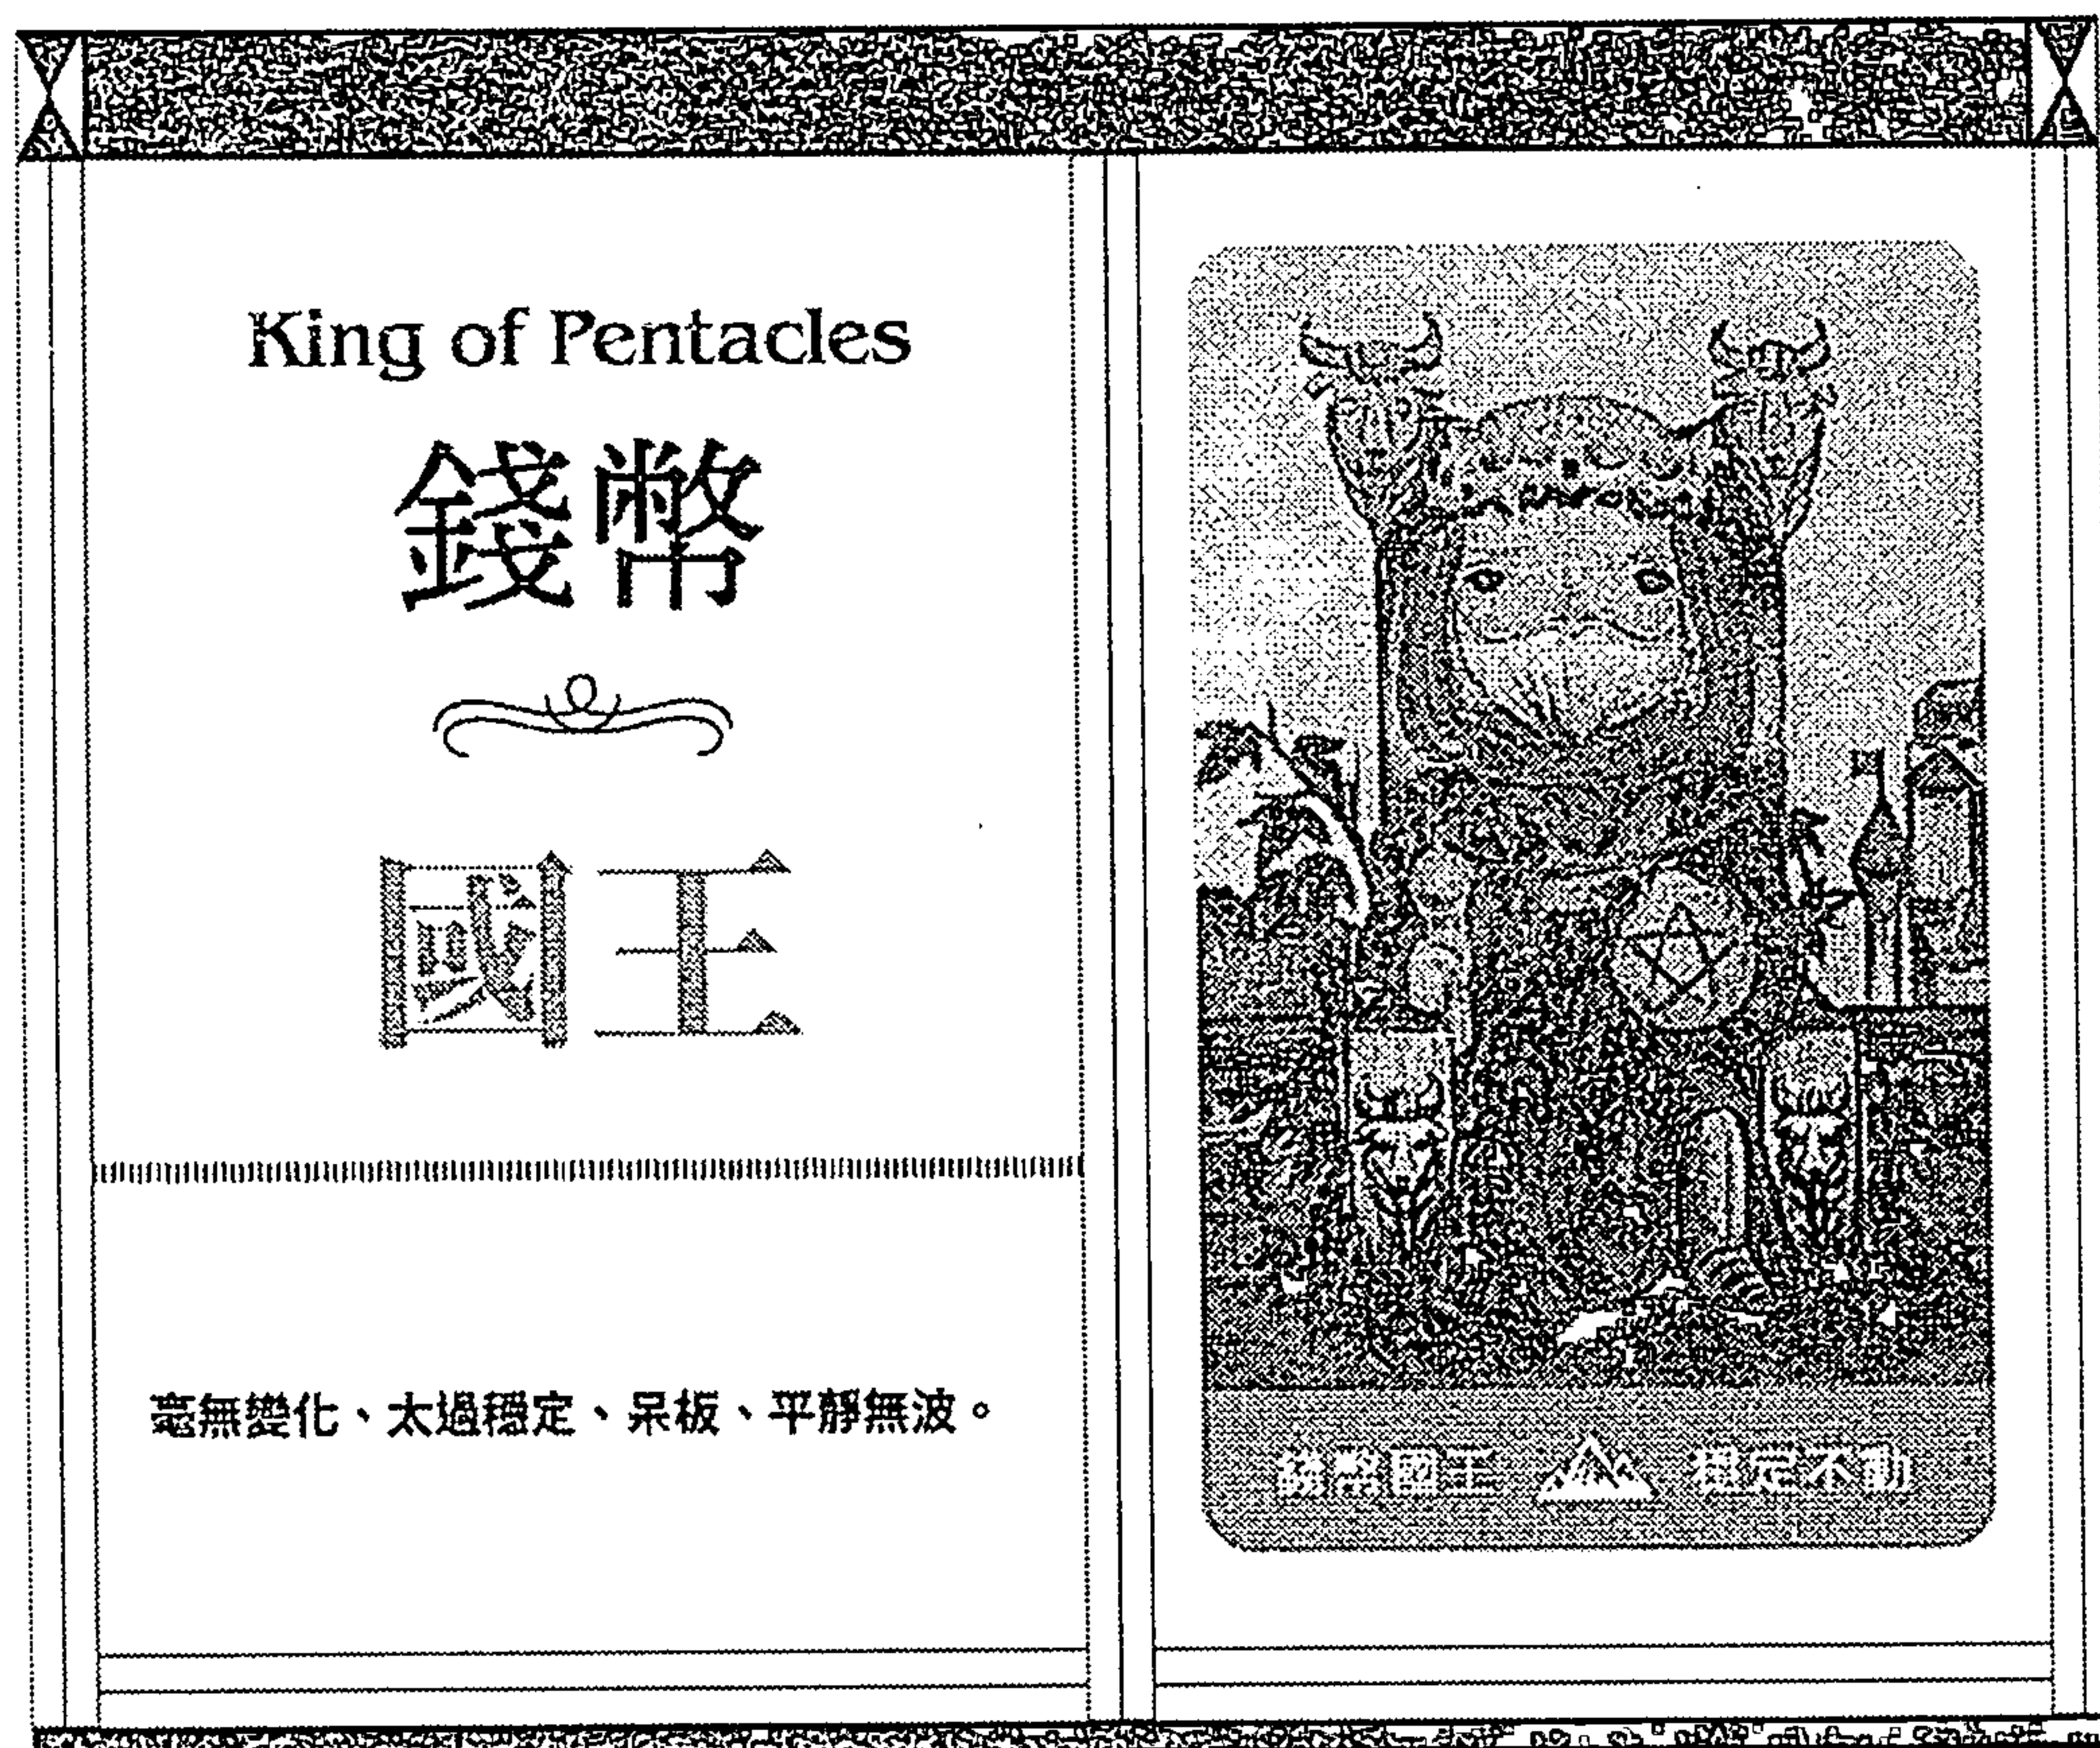 King of Pentacles
錢幣
國王
毫無變化、太過穩定、呆板、平靜無波。
錢幣國王 穩定不動